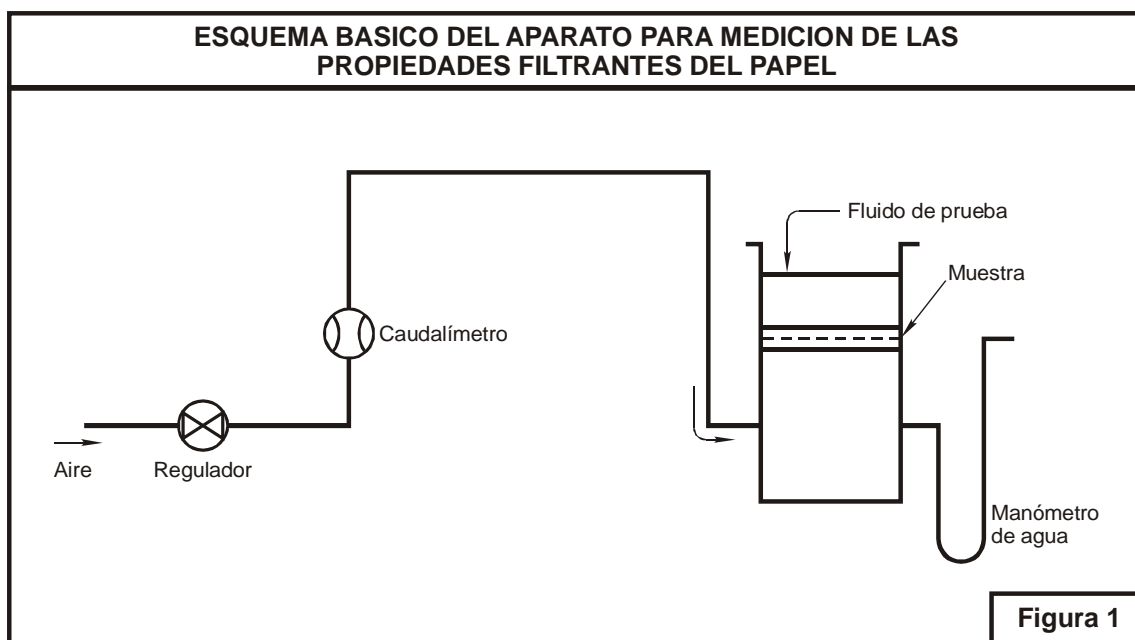 ESQUEMA BASICO DEL APARATO PARA MEDICION DE LAS
PROPIEDADES FILTRANTES DEL PAPEL
Fluido de prueba
Muestra
Caudalímetro
Aire
Regulador
Manómetro
de agua
Figura 1